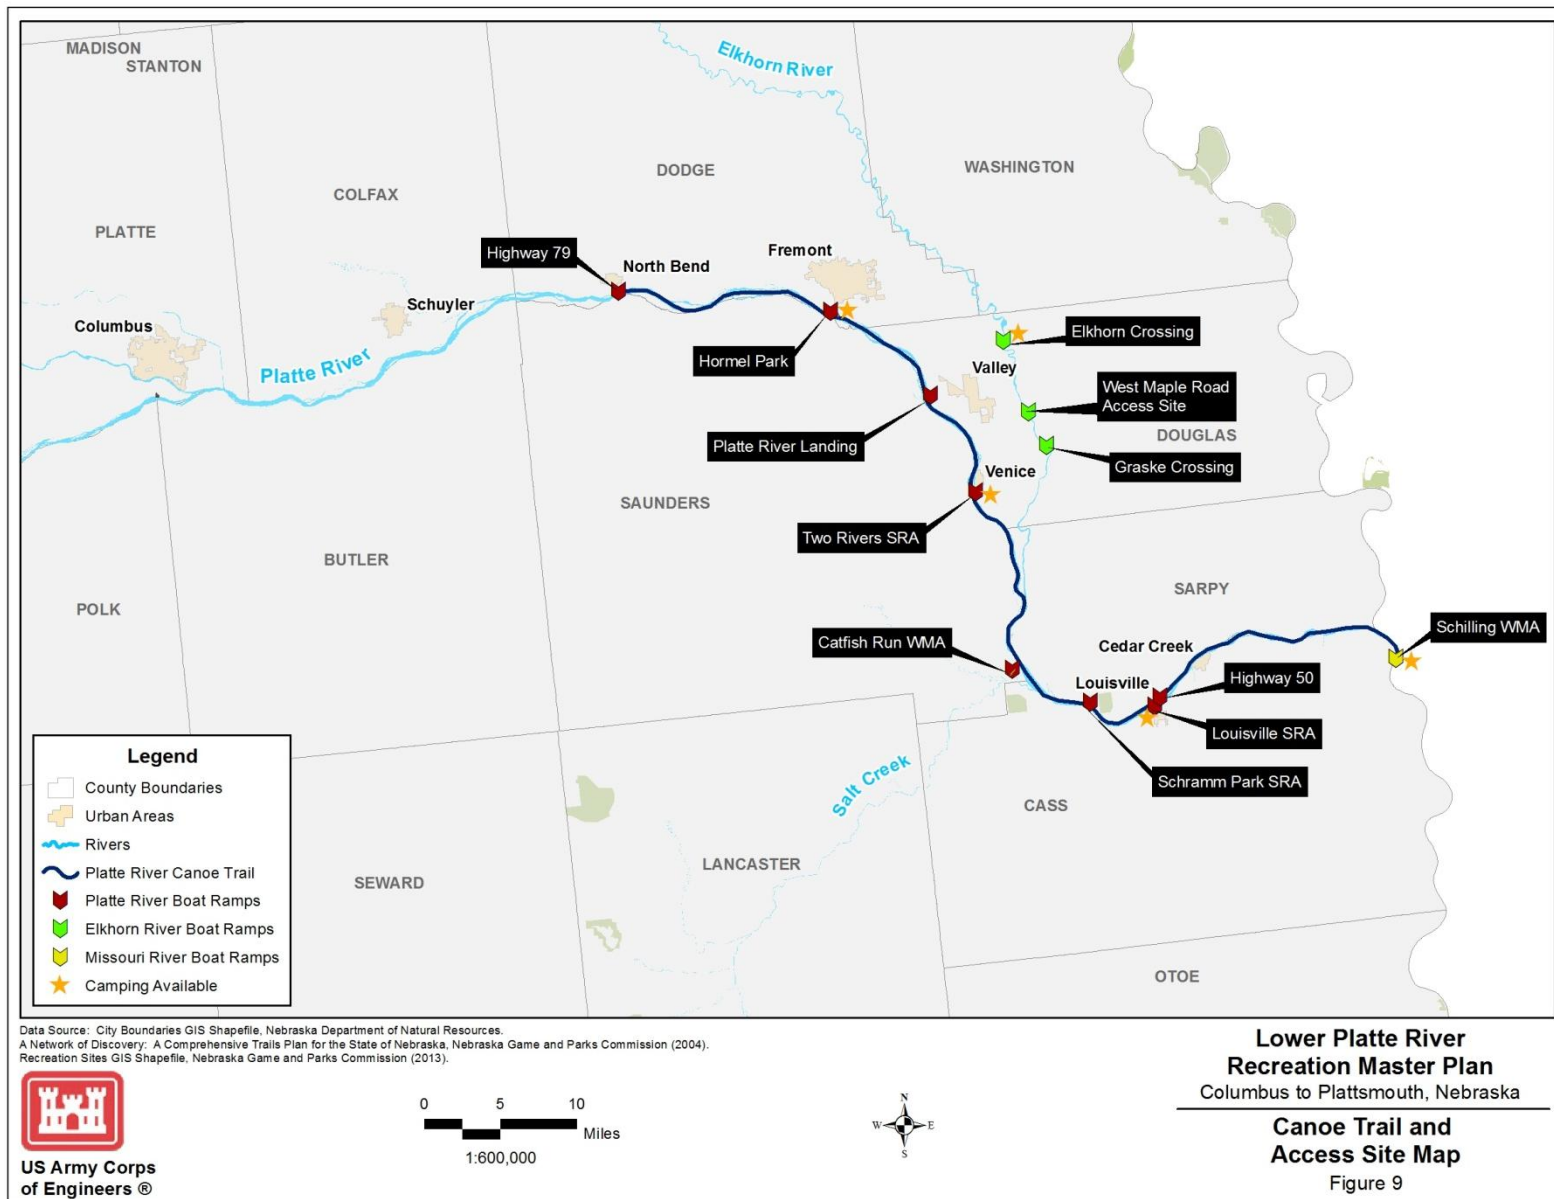 MADISON
STANTON
Elkhorn River
DODGE
WASHINGTON
COLFAX
PLATTE
Highway 79
North Bend
Fremont
Schuyler
Columbus
Platte River
Hormel Park
Elkhorn Crossing
Valley
West Maple Road
Access Site
DOUGLAS
Platte River Landing
Graske Crossing
Venice
SAUNDERS
Two Rivers SRA
BUTLER
SARPY
POLK
Catfish Run WMA
Cedar Creek
Schilling WMA
Louisville
Highway 50
Louisville SRA
Schramm Park SRA
Salt Creek
CASS
LANCASTER
SEWARD
OTOE
Legend
County Boundaries
Urban Areas
Rivers
Platte River Canoe Trail
Platte River Boat Ramps
Elkhorn River Boat Ramps
Missouri River Boat Ramps
Camping Available
Data Source: City Boundaries GIS Shapefile, Nebraska Department of Natural Resources.
A Network of Discovery: A Comprehensive Trails Plan for the State of Nebraska, Nebraska Game and Parks Commission (2004).
Recreation Sites GIS Shapefile, Nebraska Game and Parks Commission (2013).
US Army Corps
of Engineers ®
0 5 10
Miles
1:600,000
N
W E
S
Lower Platte River
Recreation Master Plan
Columbus to Plattsmouth, Nebraska
Canoe Trail and
Access Site Map
Figure 9